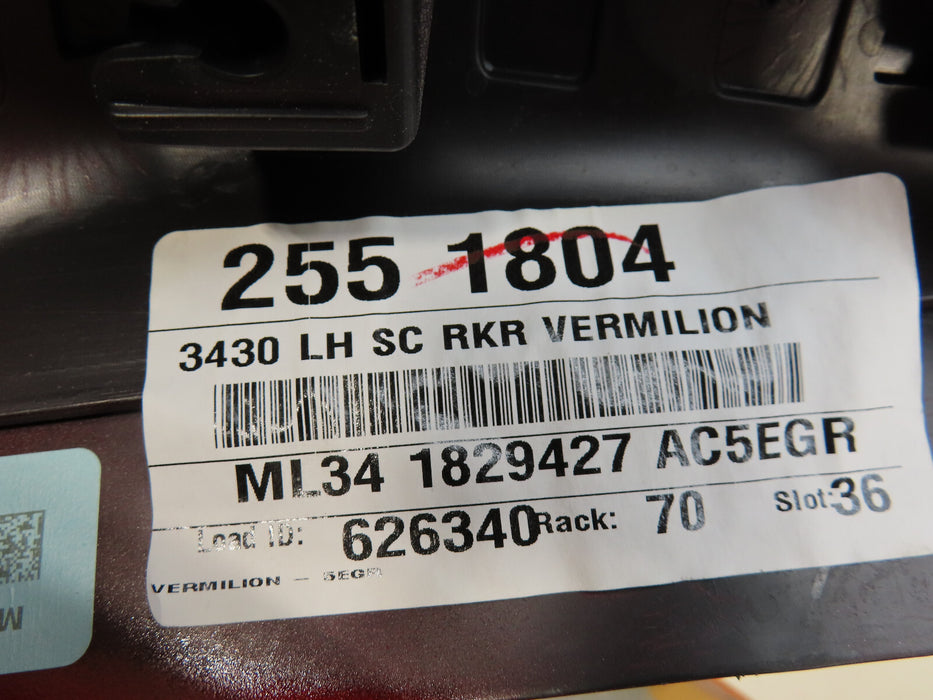 255 1804
3430 LH SC RKR VERMILION
ML34 1829427 AC5EGR
Load ID: 626340 Rack: 70 Slot:36
VERMILION - 5EGR
M